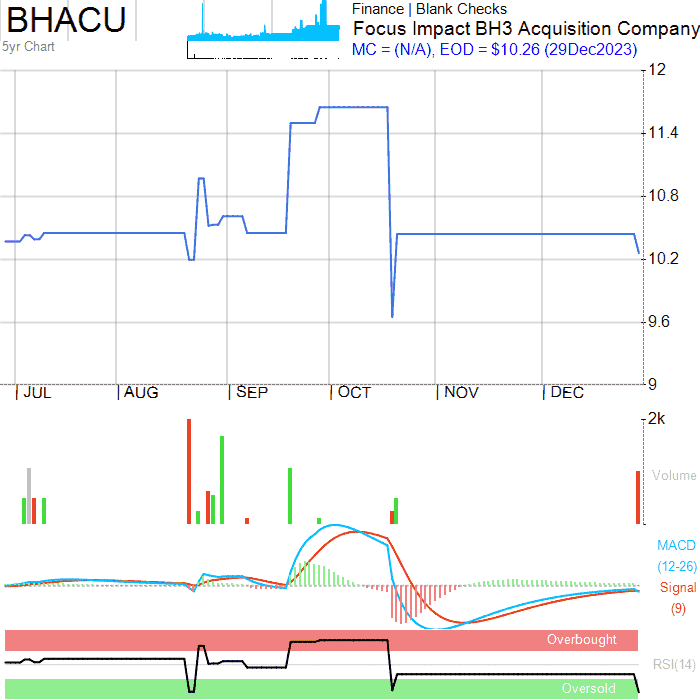 BHACU
5yr Chart
Finance | Blank Checks
Focus Impact BH3 Acquisition Company
MC = (N/A), EOD = $10.26 (29Dec2023)
12
11.4
10.8
10.2
9.6
9
JUL
AUG
SEP
OCT
NOV
DEC
2k
Volume
MACD
(12-26)
Signal
(9)
Overbought
RSI(14)
Oversold